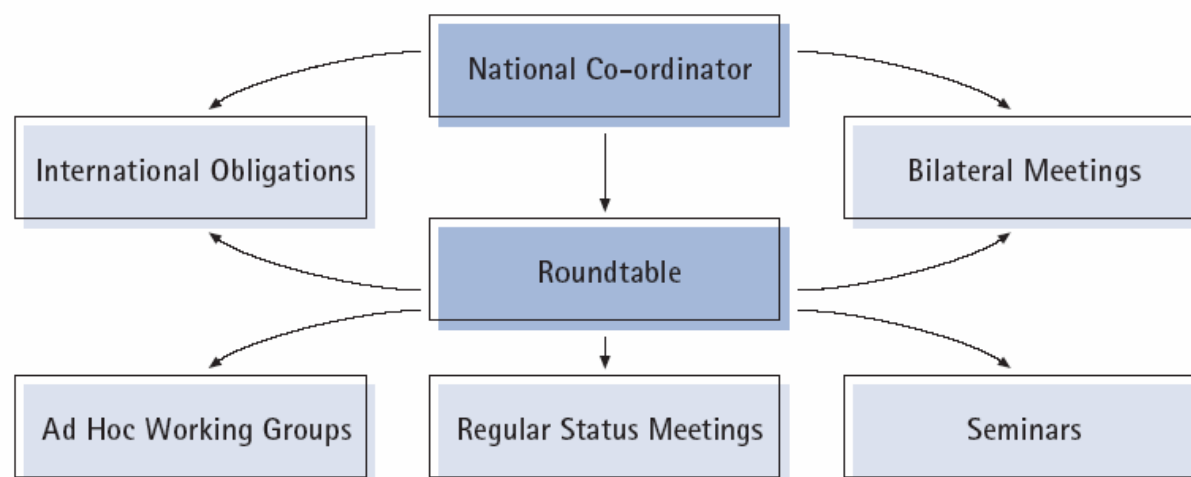 National Co-ordinator
International Obligations
Bilateral Meetings
Roundtable
Ad Hoc Working Groups
Regular Status Meetings
Seminars